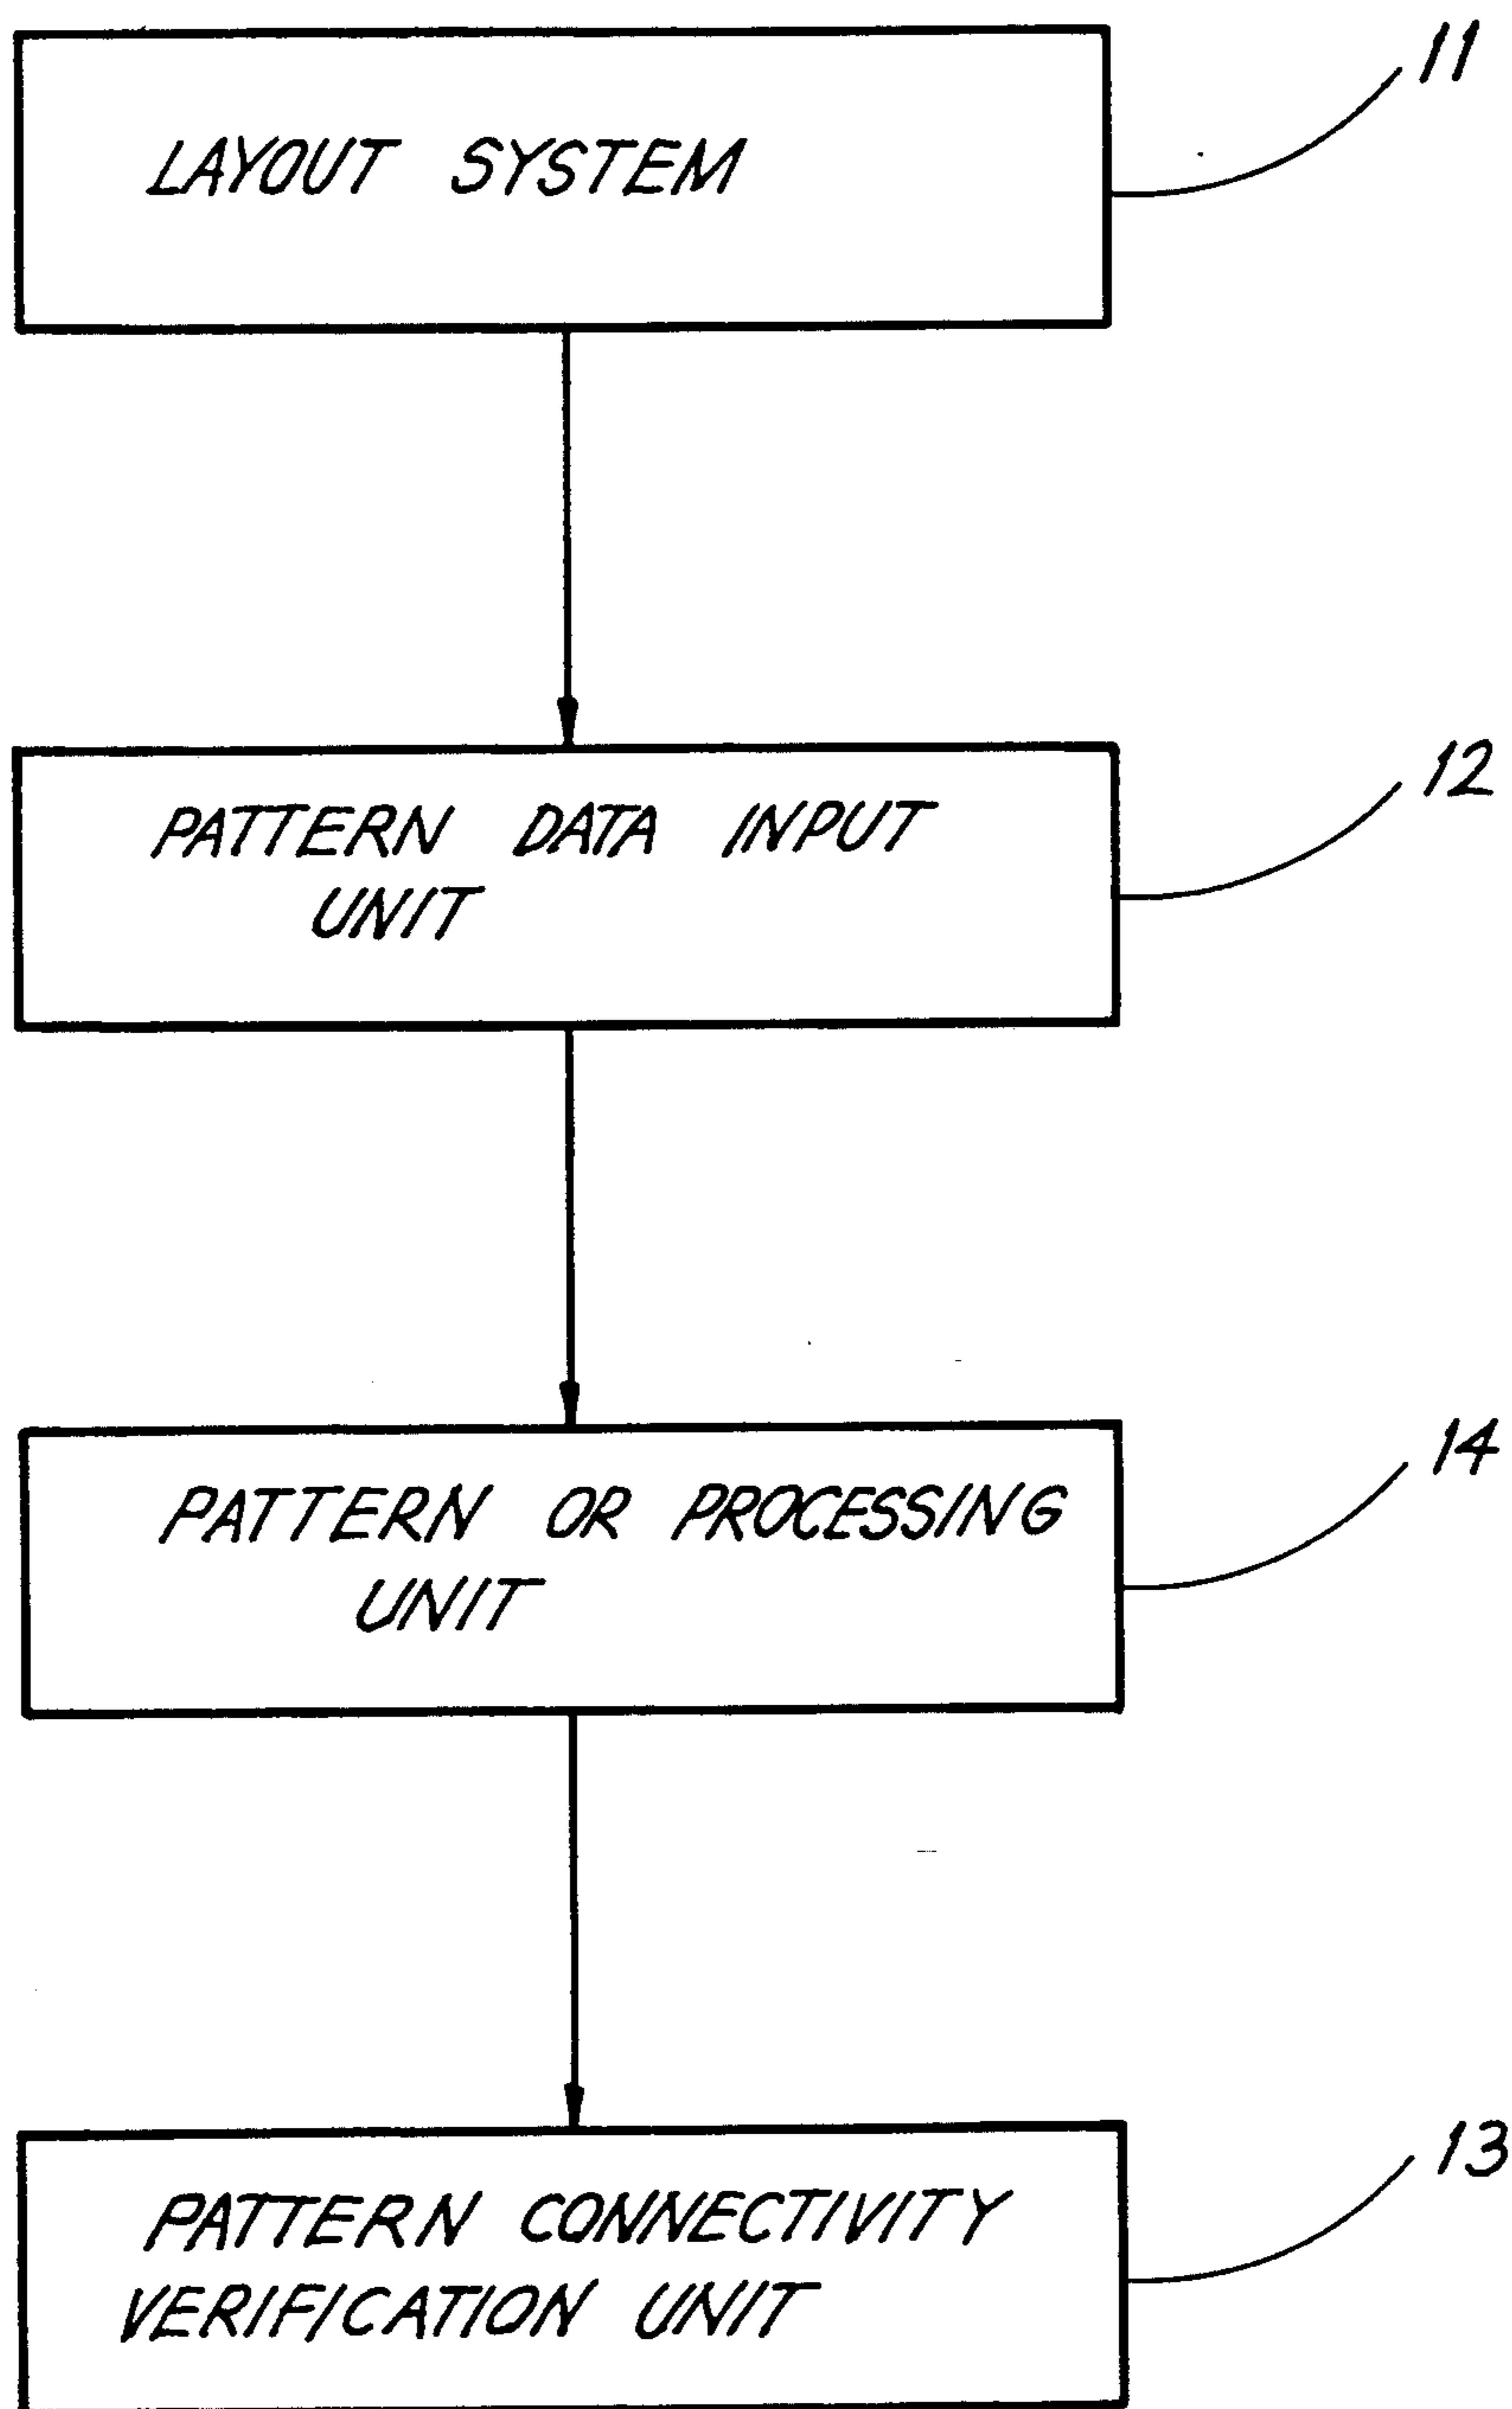 LAYOUT SYSTEM
11
PATTERN DATA INPUT
UNIT
12
PATTERN OR PROCESSING
UNIT
14
PATTERN CONNECTIVITY
VERIFICATION UNIT
13